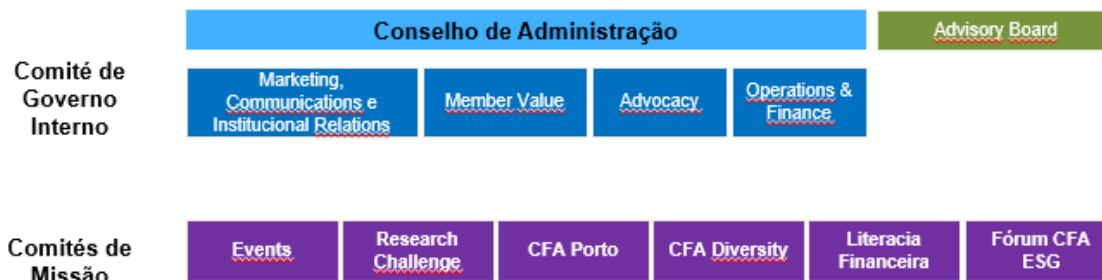 Conselho de Administração
Advisory Board
Comité de
Governo
Interno
Marketing,
Communications e
Institucional Relations
Member Value
Advocacy
Operations &
Finance
Comités de
Missão
Events
Research
Challenge
CFA Porto
CFA Diversity
Literacia
Financeira
Fórum CFA
ESG